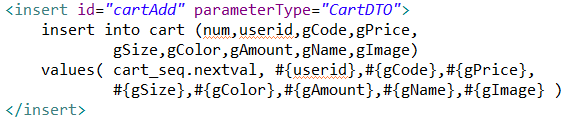 <insert id="cartAdd" parameterType="CartDTO">
insert into cart (num,userid,gCode,gPrice,
gSize,gColor,gAmount,gName,gImage)
values( cart_seq.nextval, #{userid},#{gCode},#{gPrice},
#{gSize},#{gColor},#{gAmount},#{gName},#{gImage} )
</insert>